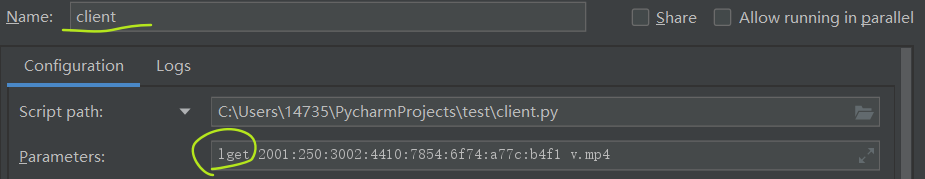 Name: client Share Allow running in parallel
Configuration Logs
Script path: C:\Users\14735\PycharmProjects\test\client.py
Parameters: lget 2001:250:3002:4410:7854:6f74:a77c:b4f1 v.mp4